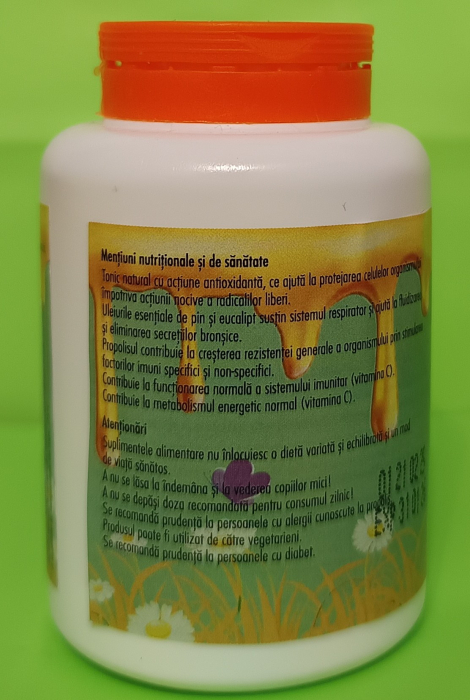 Mențiuni nutriționale și de sănătate
Tonic natural cu acțiune antioxidantă, ce ajută la protejarea celulelor
împotriva acțiunii nocive a radicalilor liberi.
Uleiurile esențiale de pin și eucalipt susțin sistemul respirator și ajută la fluidizarea
și eliminarea secrețiilor bronșice.
Propolisul contribuie la creșterea rezistenței generale a organismului prin stimularea
factorilor imuni specifici și non-specifici.
Contribuie la funcționarea normală a sistemului imunitar (vitamina C).
Contribuie la metabolismul energetic normal (vitamina C).
Atenționări
Suplimentele alimentare nu înlocuiesc o dietă variată și echilibrată și un mod
de viață sănătos.
A nu se lăsa la îndemâna și la vederea copiilor mici!
A nu se depăși doza recomandată pentru consumul zilnic!
Se recomandă prudență la persoanele cu alergii cunoscute la
Produsul poate fi utilizat de către vegetarieni.
Se recomandă prudență la persoanele cu diabet.
01 21 02
31 01